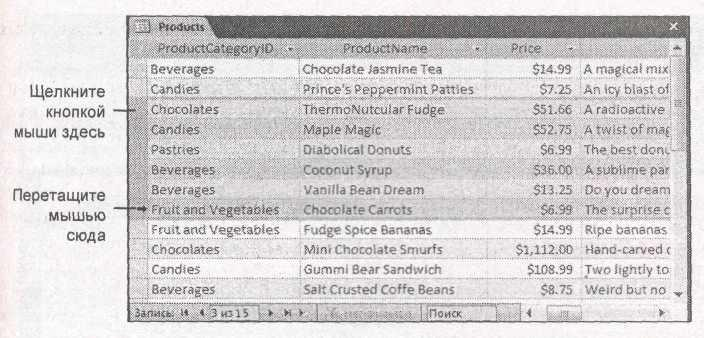 Products
ProductCategoryID ProductName Price
Beverages Chocolate Jasmine Tea $14.99 A magical mix
Candies Prince's Peppermint Patties $7.25 An icy blast of
Щелкните кнопкой мыши здесь
Chocolates ThermoNutcular Fudge $51.66 A radioactive
Candies Maple Magic $52.75 A twist of mag
Pastries Diabolical Donuts $6.99 The best donu
Beverages Coconut Syrup $36.00 A sublime par
Beverages Vanilla Bean Dream $13.25 Do you dream
Перетащите мышью сюда
Fruit and Vegetables Chocolate Carrots $6.99 The surprise c
Fruit and Vegetables Fudge Spice Bananas $14.99 Ripe bananas
Chocolates Mini Chocolate Smurfs $1,112.00 Hand-carved c
Candies Gummi Bear Sandwich $108.99 Two lightly to
Beverages Salt Crusted Coffe Beans $8.75 Weird but no
Запись: 3 из 15 Поиск